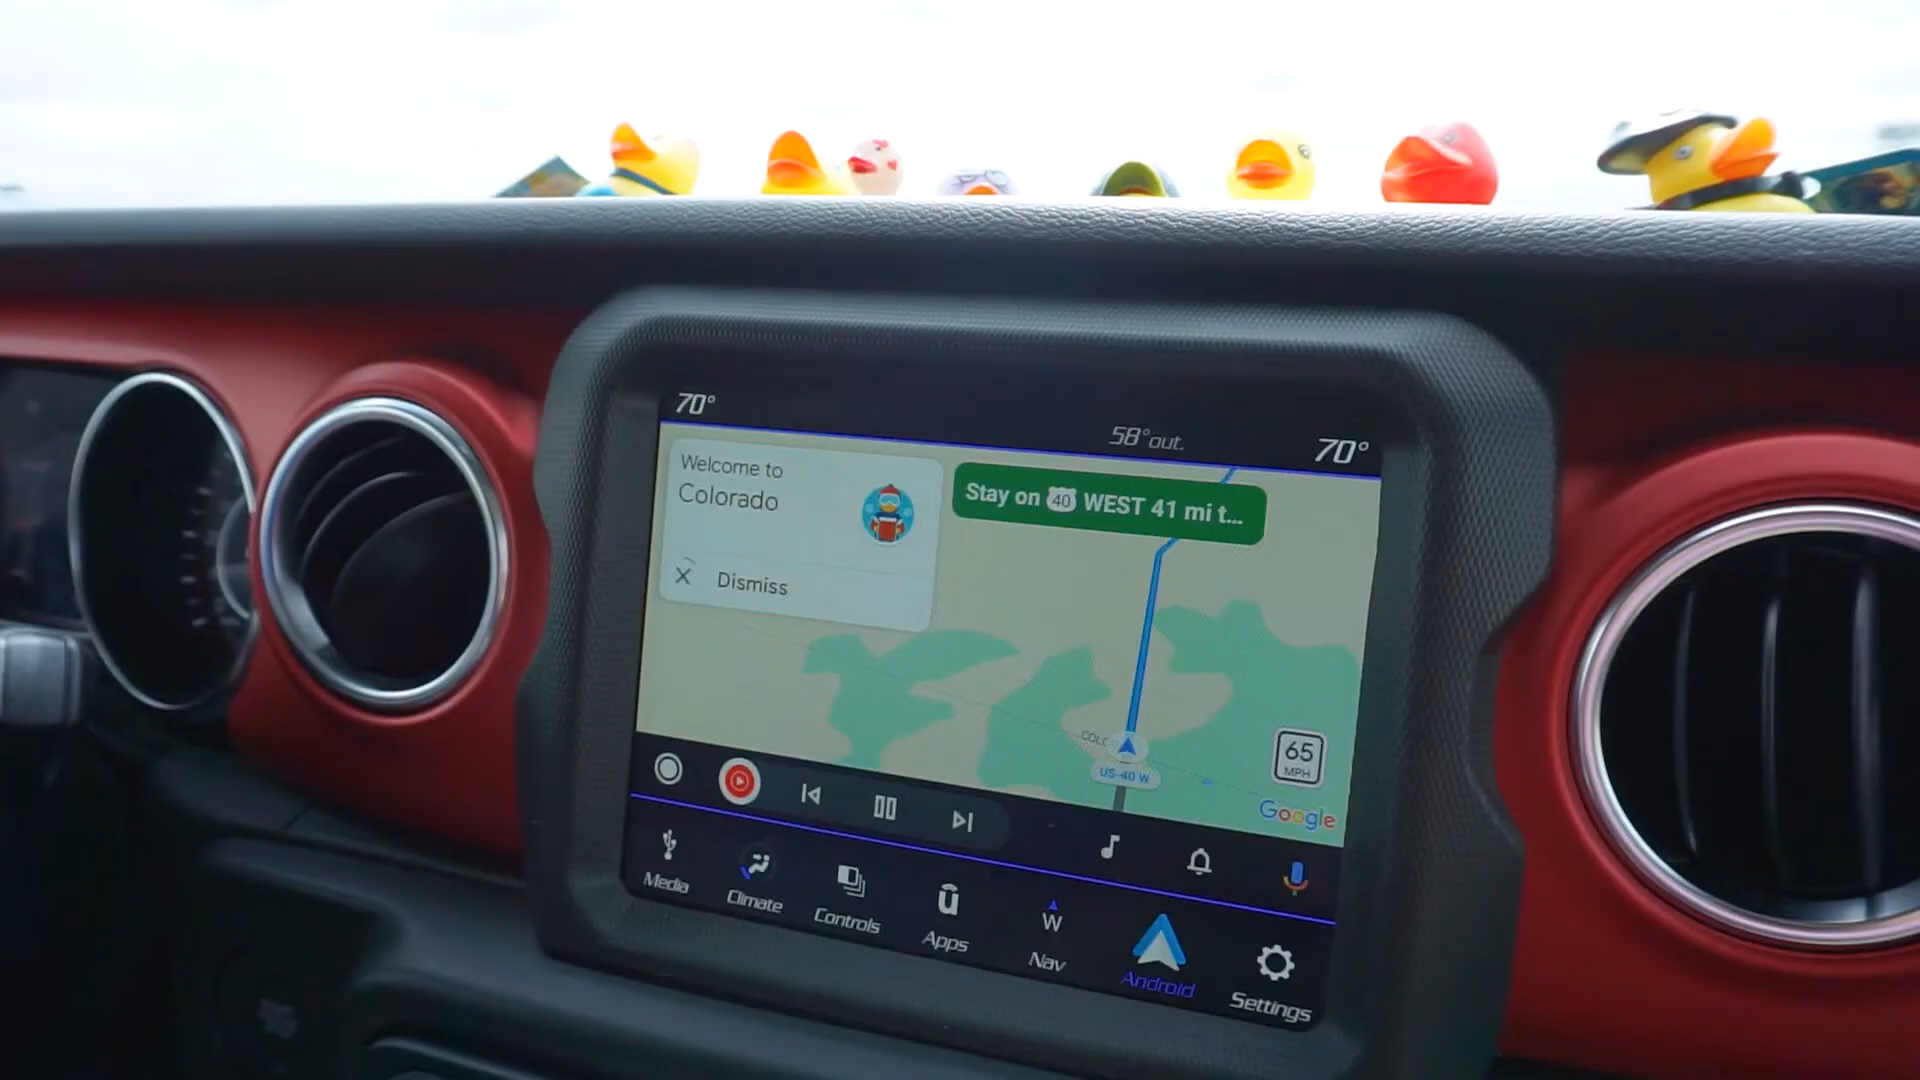 70°
58°out.
70°
Welcome to
Colorado
Dismiss
Stay on 40 WEST 41 mi t...
US-40 W
65
MPH
Google
Media
Climate
Controls
Apps
W
Nav
Android
Settings